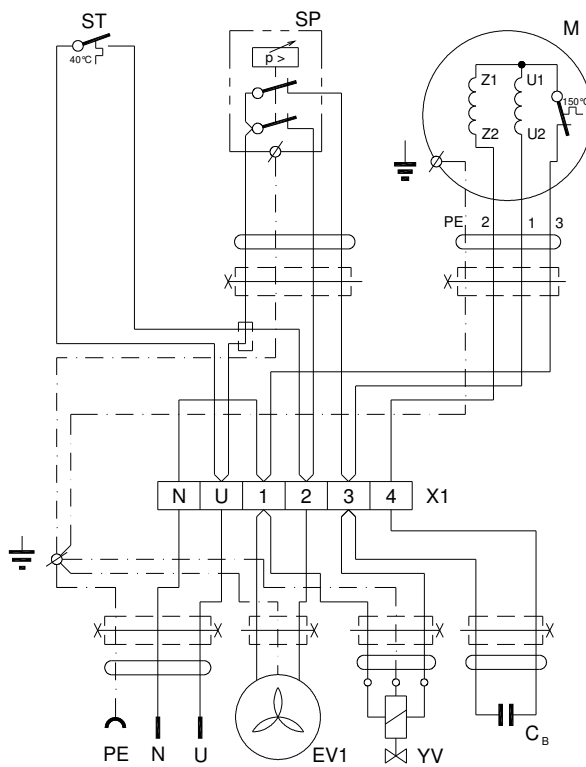 ST
SP
M
40°C
p >
Z1 U1
150°C
Z2 U2
PE 2 1 3
N U 1 2 3 4 X1
PE N U EV1 YV C B